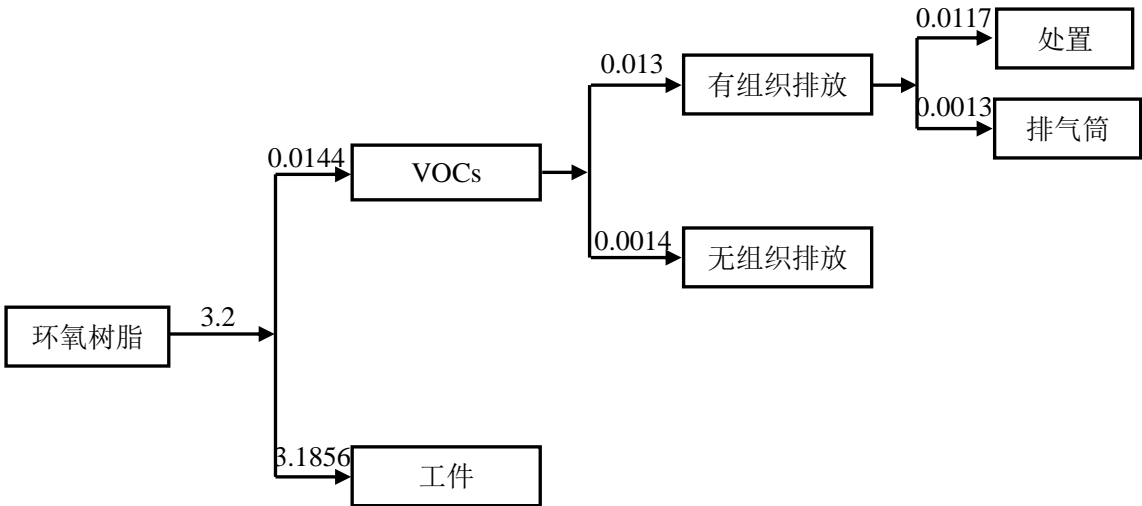 0.0117
处置
0.013
有组织排放
0.0013
排气筒
0.0144
VOCs
0.0014
无组织排放
环氧树脂
3.2
3.1856
工件